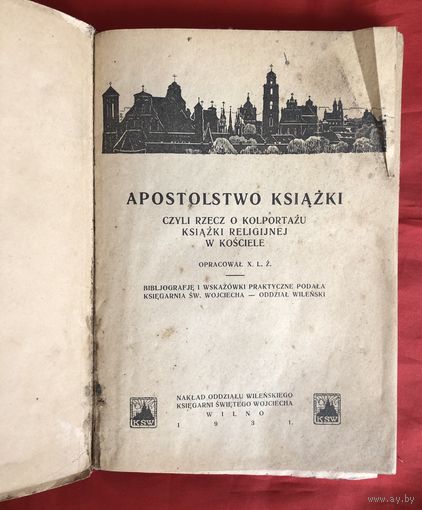 APOSTOLSTWO KSIĄŻKI
CZYLI RZECZ O KOLPORTAŻU
KSIĄŻKI RELIGIJNEJ
W KOŚCIELE
OPRACOWAŁ X. L. Ż.
BIBLJOGRAFJĘ I WSKAZÓWKI PRAKTYCZNE PODAŁA
KSIĘGARNIA ŚW. WOJCIECHA — ODDZIAŁ WILEŃSKI
NAKŁAD ODDZIAŁU WILEŃSKIEGO
KSIĘGARNI ŚWIĘTEGO WOJCIECHA
WILNO
1931.
KSW
KSW
www.ay.by